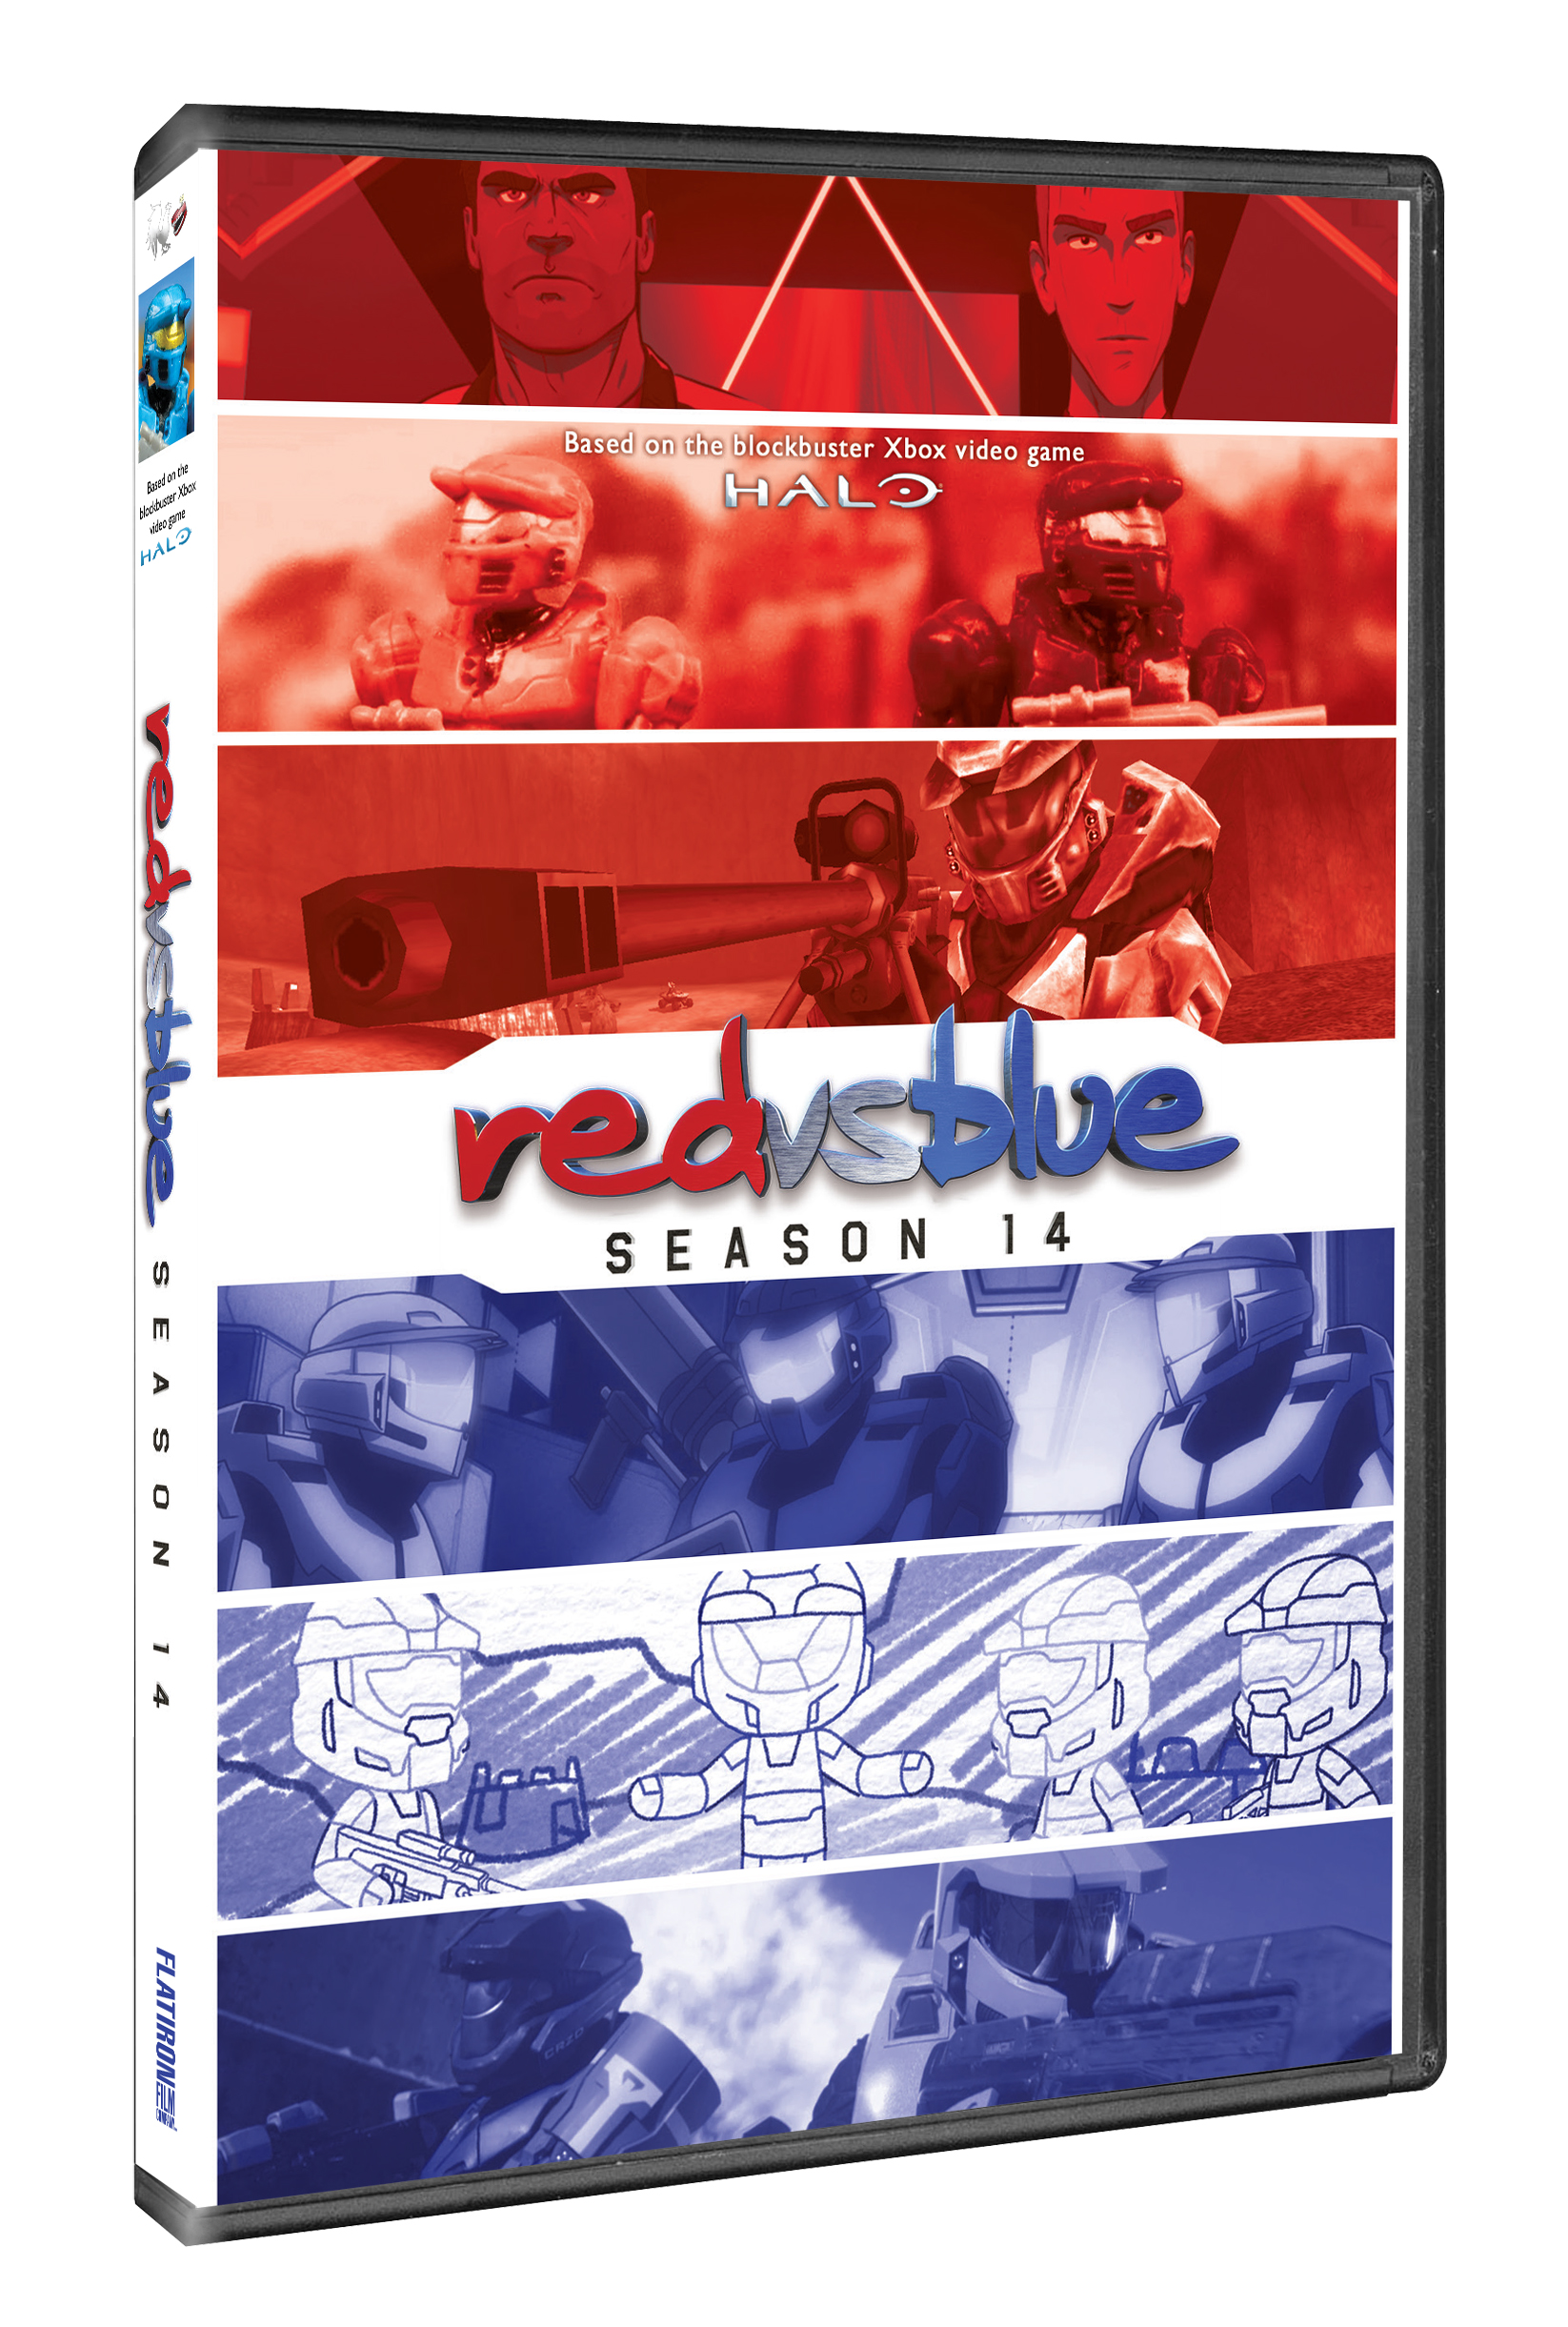 Based on the blockbuster Xbox video game
HALO
redvsblue
SEASON 14
Based on the
blockbuster Xbox
video game
HALO
redvsblue SEASON 14
FLATIRON
FILM
COMPANY